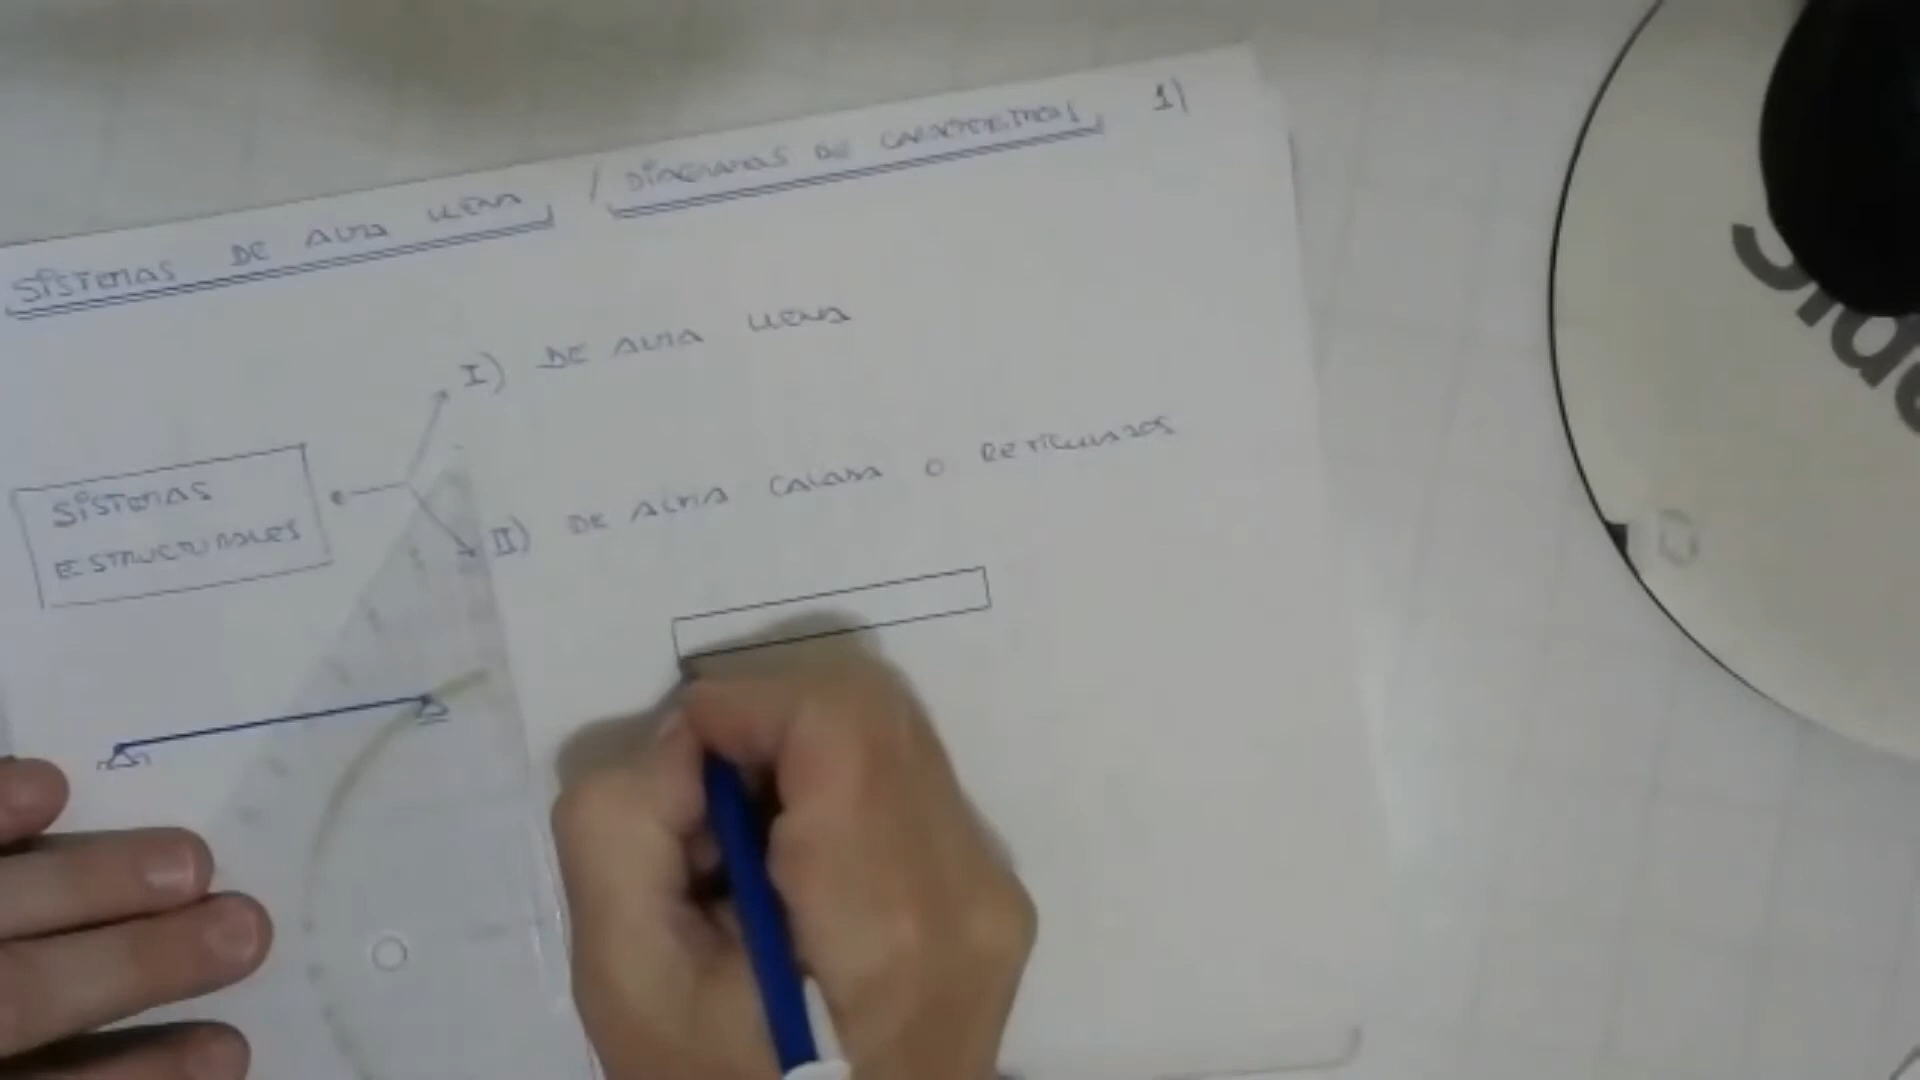 SISTEMAS DE ALMA LLENA / DIAGRAMAS DE CARACTERÍSTICAS 1)
I) DE ALMA LLENA
SISTEMAS
ESTRUCTURALES
II) DE ALMA CALADA O RETICULADOS